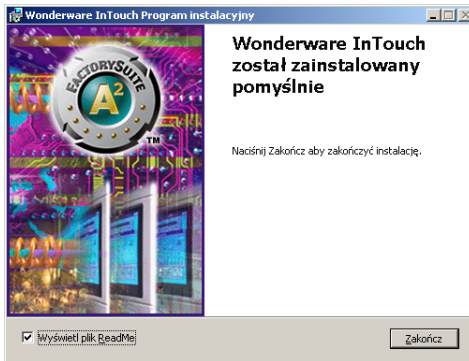 Wonderware InTouch Program instalacyjny
FACTORYSUITE
A2
TM
Wonderware InTouch
został zainstalowany
pomyślnie
Naciśnij Zakończ aby zakończyć instalację.
Wyświetl plik ReadMe
Zakończ